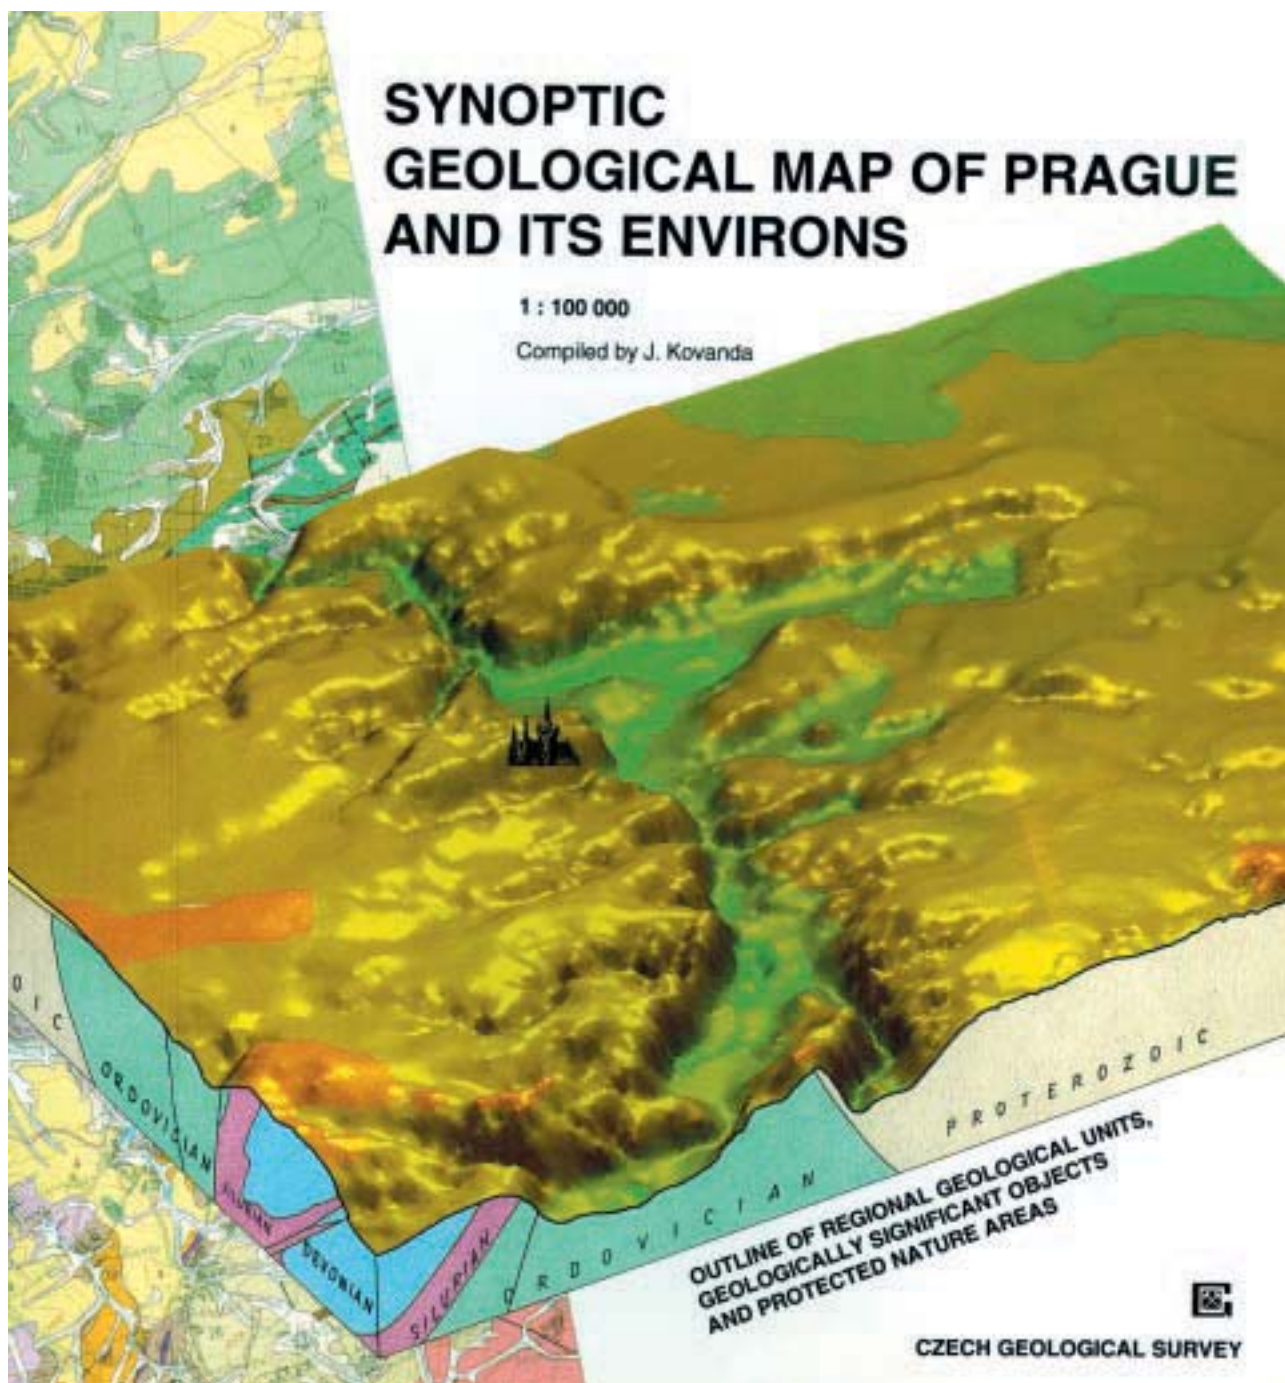 SYNOPTIC
GEOLOGICAL MAP OF PRAGUE
AND ITS ENVIRONS
1 : 100 000
Compiled by J. Kovanda
OIC
ORDOVICIAN
SILURIAN
DEVONIAN
SILURIAN
ORDOVICIAN
PROTEROZOIC
OUTLINE OF REGIONAL GEOLOGICAL UNITS,
GEOLOGICALLY SIGNIFICANT OBJECTS
AND PROTECTED NATURE AREAS
CZECH GEOLOGICAL SURVEY